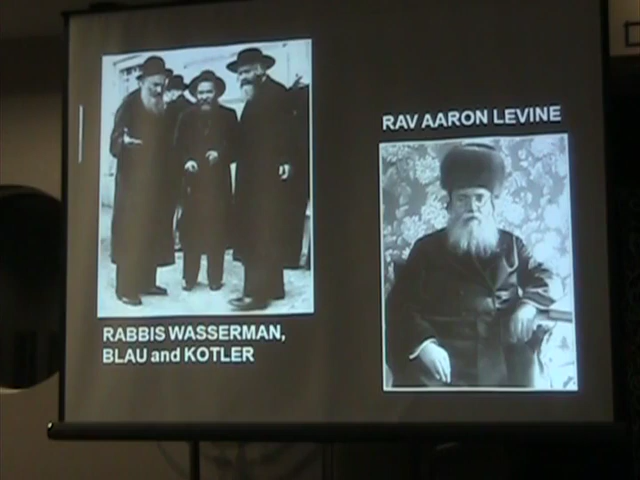 RABBIS WASSERMAN,
BLAU and KOTLER
RAV AARON LEVINE